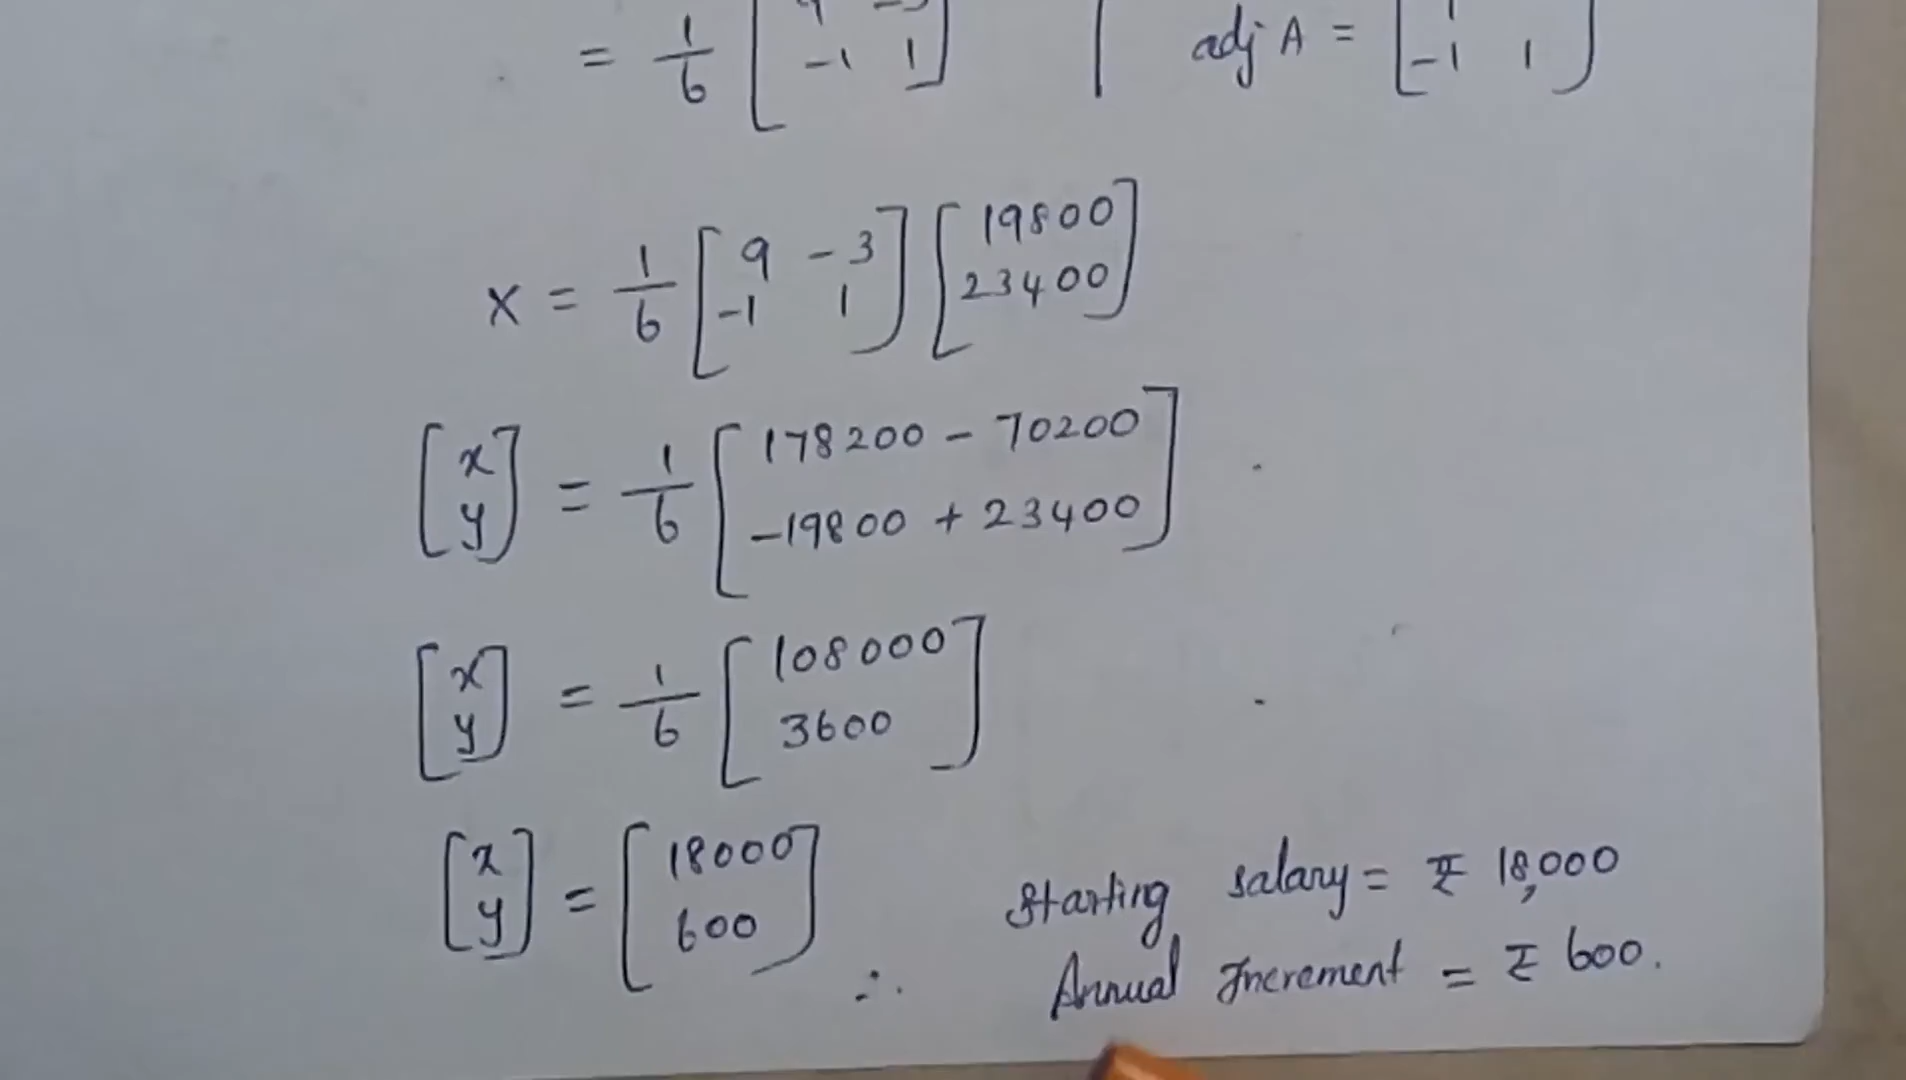 = 1/6 [ -1 1 ] | adj A = [ -1 1 ]
X = 1/6 [ 9 -3
-1 1 ] [ 19800
23400 ]
[ x
y ] = 1/6 [ 178200 - 70200
-19800 + 23400 ]
[ x
y ] = 1/6 [ 108000
3600 ]
[ x
y ] = [ 18000
600 ]
∴ Starting salary = ₹ 18,000
Annual Increment = ₹ 600.